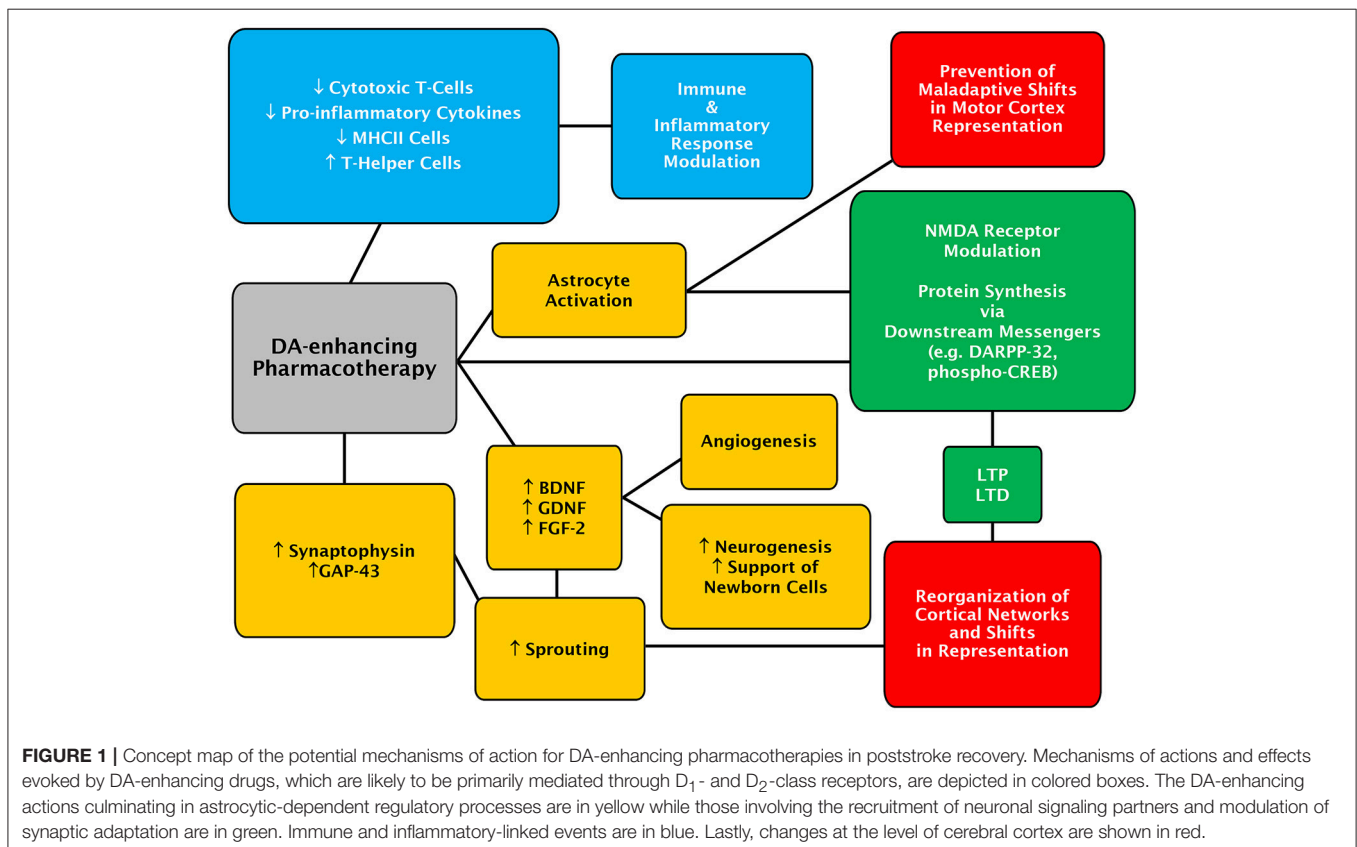 ↓ Cytotoxic T-Cells
↓ Pro-inflammatory Cytokines
↓ MHCII Cells
↑ T-Helper Cells
Immune
&
Inflammatory
Response
Modulation
Prevention of
Maladaptive Shifts
in Motor Cortex
Representation
Astrocyte
Activation
NMDA Receptor
Modulation
Protein Synthesis
via
Downstream Messengers
(e.g. DARPP-32,
phospho-CREB)
DA-enhancing
Pharmacotherapy
Angiogenesis
↑ BDNF
↑ GDNF
↑ FGF-2
LTP
LTD
↑ Synaptophysin
↑GAP-43
↑ Neurogenesis
↑ Support of
Newborn Cells
↑ Sprouting
Reorganization of
Cortical Networks
and Shifts
in Representation
FIGURE 1 | Concept map of the potential mechanisms of action for DA-enhancing pharmacotherapies in poststroke recovery. Mechanisms of actions and effects
evoked by DA-enhancing drugs, which are likely to be primarily mediated through D₁- and D₂-class receptors, are depicted in colored boxes. The DA-enhancing
actions culminating in astrocytic-dependent regulatory processes are in yellow while those involving the recruitment of neuronal signaling partners and modulation of
synaptic adaptation are in green. Immune and inflammatory-linked events are in blue. Lastly, changes at the level of cerebral cortex are shown in red.